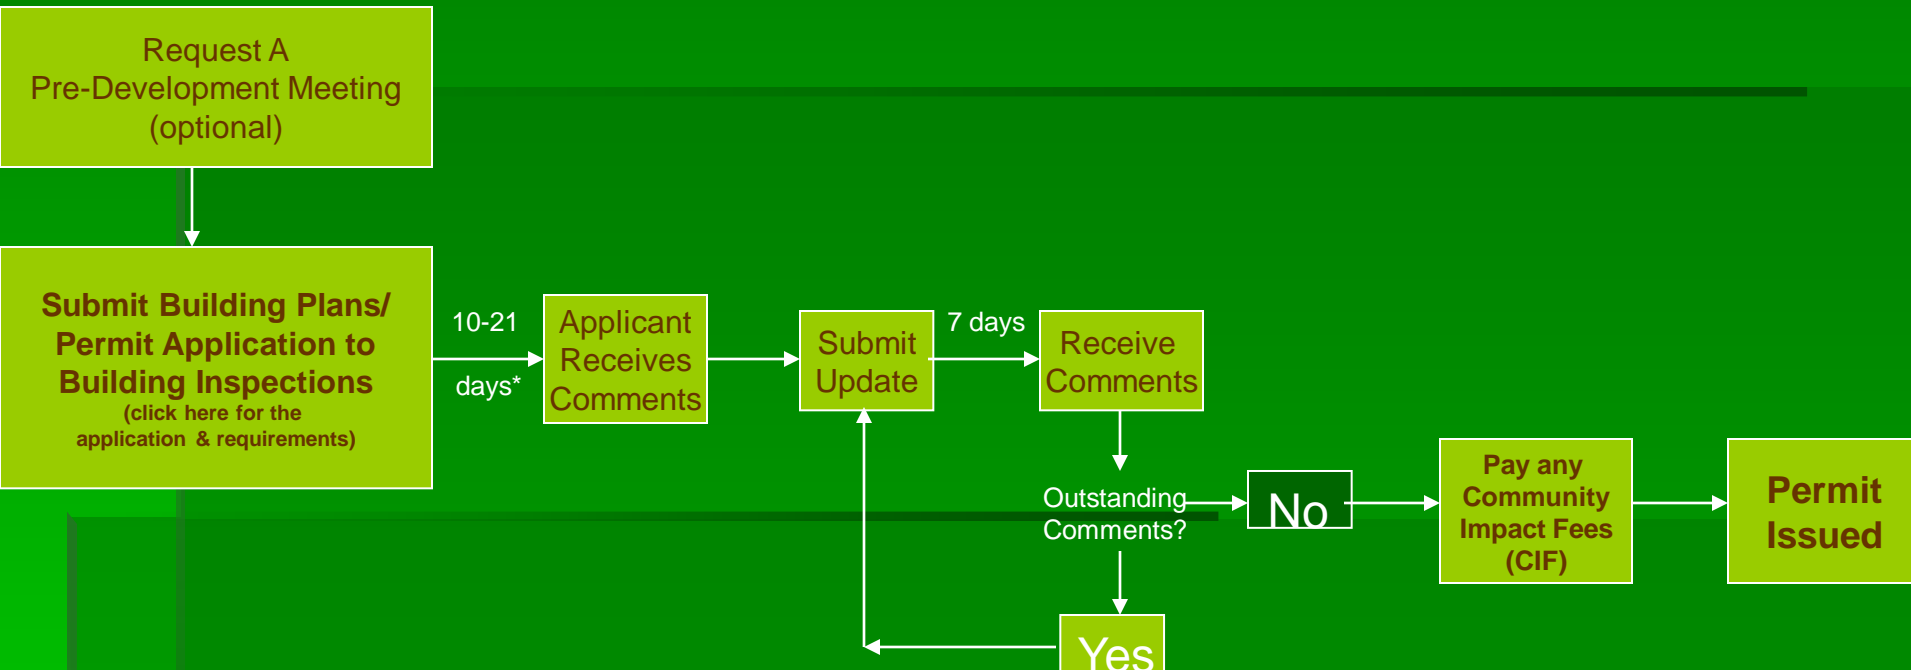 Request A
Pre-Development Meeting
(optional)
Submit Building Plans/
Permit Application to
Building Inspections
(click here for the
application & requirements)
10-21
days*
Applicant
Receives
Comments
Submit
Update
7 days
Receive
Comments
Outstanding
Comments?
No
Pay any
Community
Impact Fees
(CIF)
Permit
Issued
Yes